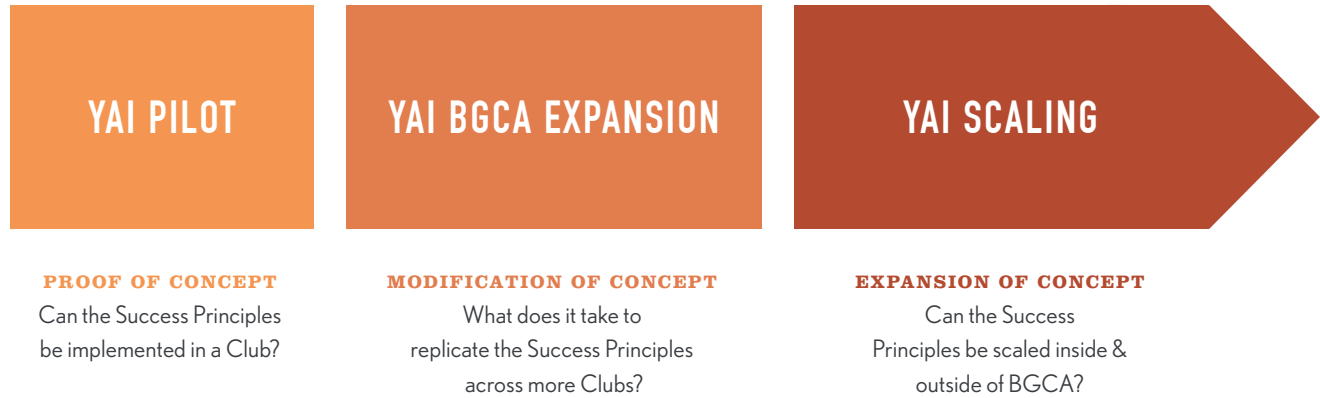 YAI PILOT
YAI BGCA EXPANSION
YAI SCALING
PROOF OF CONCEPT
Can the Success Principles
be implemented in a Club?
MODIFICATION OF CONCEPT
What does it take to
replicate the Success Principles
across more Clubs?
EXPANSION OF CONCEPT
Can the Success
Principles be scaled inside &
outside of BGCA?